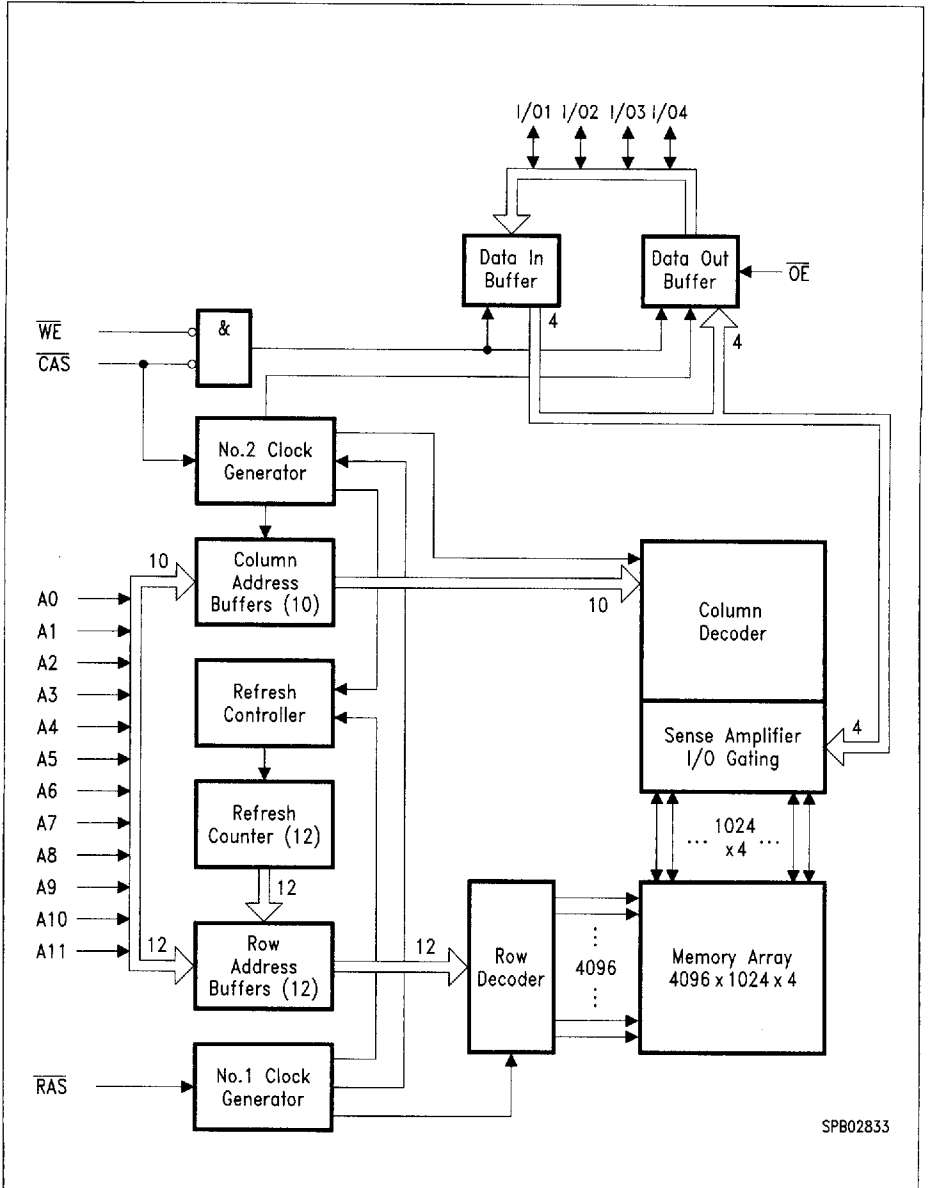 I/O1 I/O2 I/O3 I/O4
Data In
Buffer
Data Out
Buffer
OE
4
4
WE
CAS
&
No.2 Clock
Generator
10
Column
Address
Buffers (10)
10
Column
Decoder
A0
A1
A2
A3
A4
A5
A6
A7
A8
A9
A10
A11
Refresh
Controller
Sense Amplifier
I/O Gating
4
Refresh
Counter (12)
12
... 1024 ...
x4
12
Row
Address
Buffers (12)
12
Row
Decoder
4096
Memory Array
4096 x 1024 x 4
RAS
No.1 Clock
Generator
SPB02833